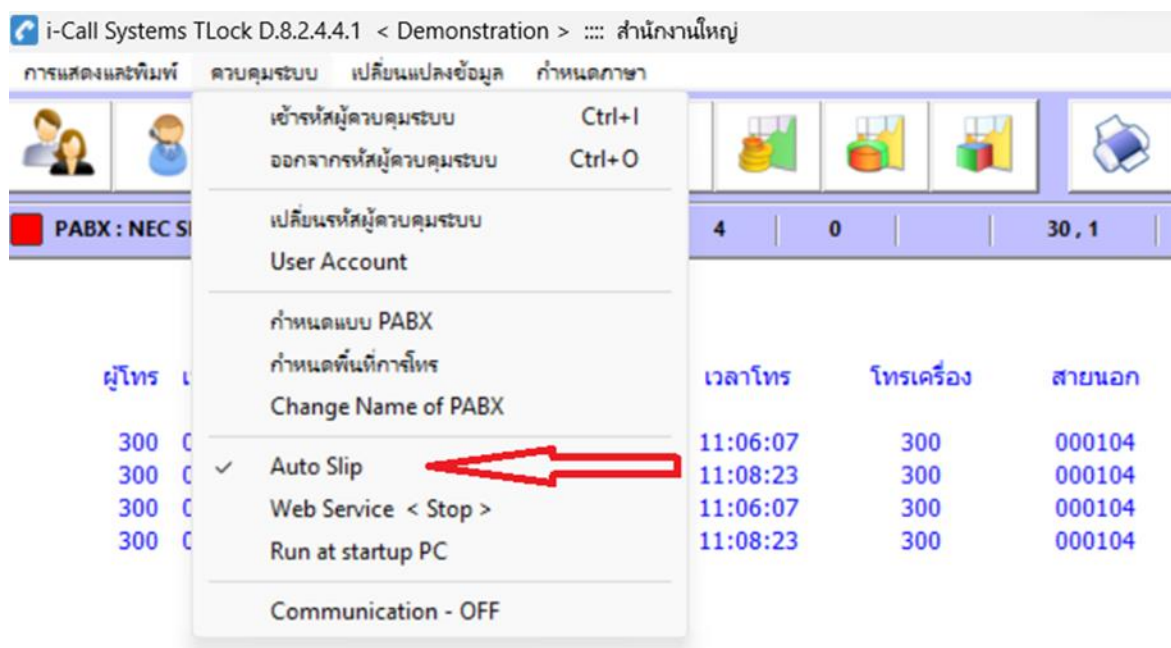 i-Call Systems TLock D.8.2.4.4.1 < Demonstration > :::: สำนักงานใหญ่
การแสดงและพิมพ์ ควบคุมระบบ เปลี่ยนแปลงข้อมูล กำหนดภาษา
เข้ารหัสผู้ควบคุมระบบ Ctrl+I
ออกจากรหัสผู้ควบคุมระบบ Ctrl+O
เปลี่ยนรหัสผู้ควบคุมระบบ
User Account
กำหนดแบบ PABX
กำหนดพื้นที่การโทร
Change Name of PABX
✓ Auto Slip
Web Service < Stop >
Run at startup PC
Communication - OFF
PABX : NEC 4 0 30 , 1
ผู้โทร เวลาโทร โทรเครื่อง สายนอก
300 11:06:07 300 000104
300 11:08:23 300 000104
300 11:06:07 300 000104
300 11:08:23 300 000104